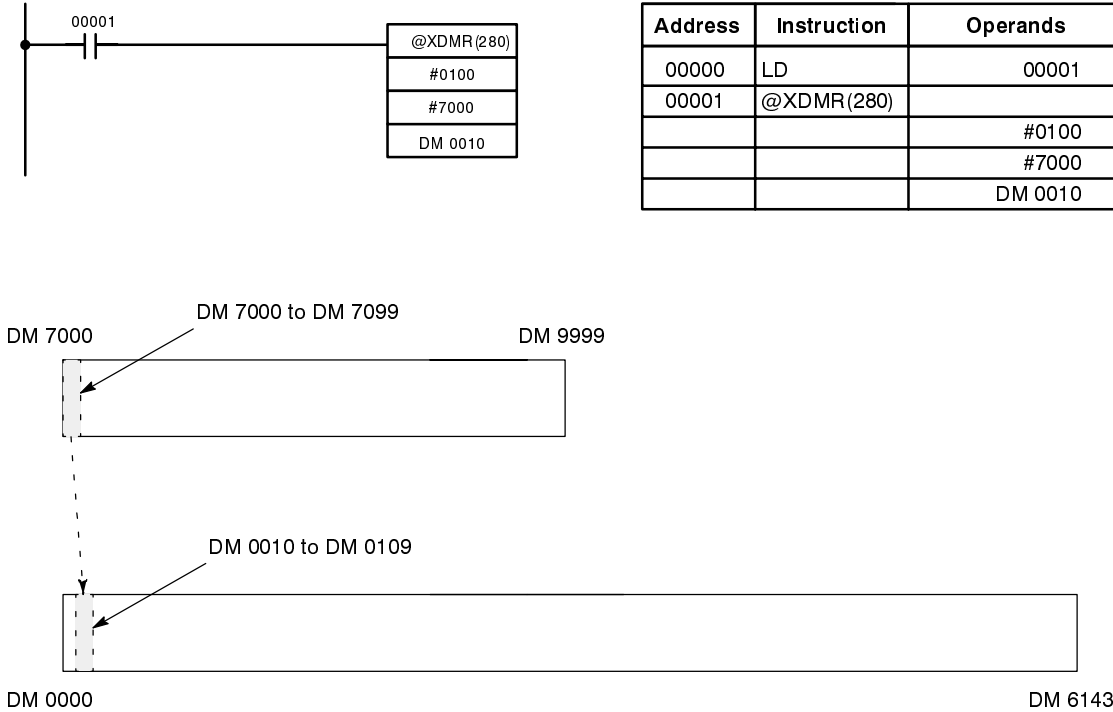 00001
@XDMR(280)
#0100
#7000
DM 0010
Address Instruction Operands
00000 LD 00001
00001 @XDMR(280)
#0100
#7000
DM 0010
DM 7000 to DM 7099
DM 7000 DM 9999
DM 0010 to DM 0109
DM 0000 DM 6143